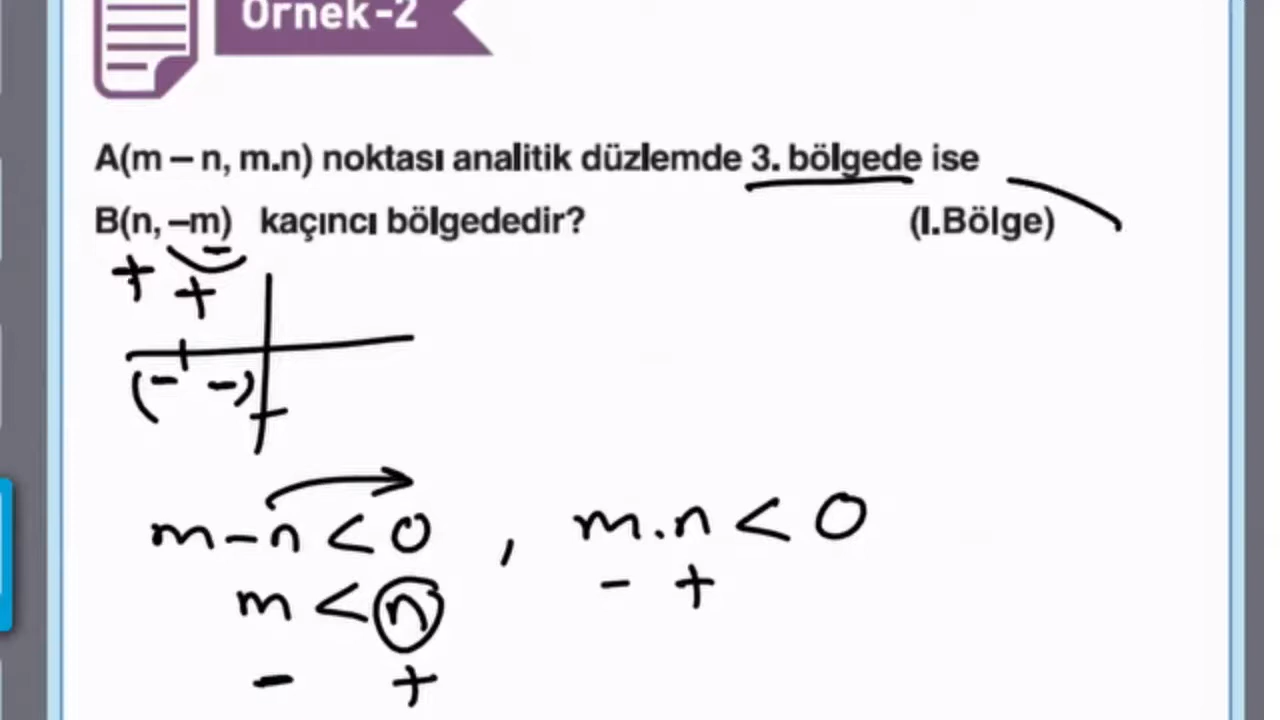 Örnek-2
A(m – n, m.n) noktası analitik düzlemde 3. bölgede ise
B(n, –m) kaçıncı bölgededir? (I.Bölge)
+ + -
(- -)
m-n<0 , m.n<0
- +
m<n
- +